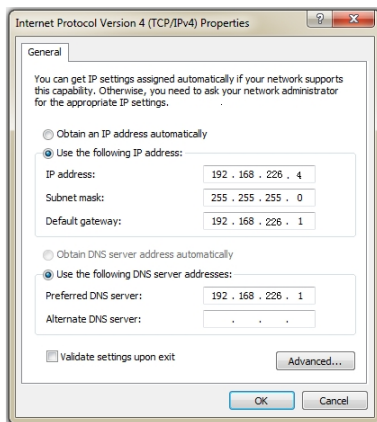 Internet Protocol Version 4 (TCP/IPv4) Properties
General
You can get IP settings assigned automatically if your network supports
this capability. Otherwise, you need to ask your network administrator
for the appropriate IP settings.
Obtain an IP address automatically
Use the following IP address:
IP address: 192 . 168 . 226 . 4
Subnet mask: 255 . 255 . 255 . 0
Default gateway: 192 . 168 . 226 . 1
Obtain DNS server address automatically
Use the following DNS server addresses:
Preferred DNS server: 192 . 168 . 226 . 1
Alternate DNS server: . . .
Validate settings upon exit
Advanced...
OK Cancel